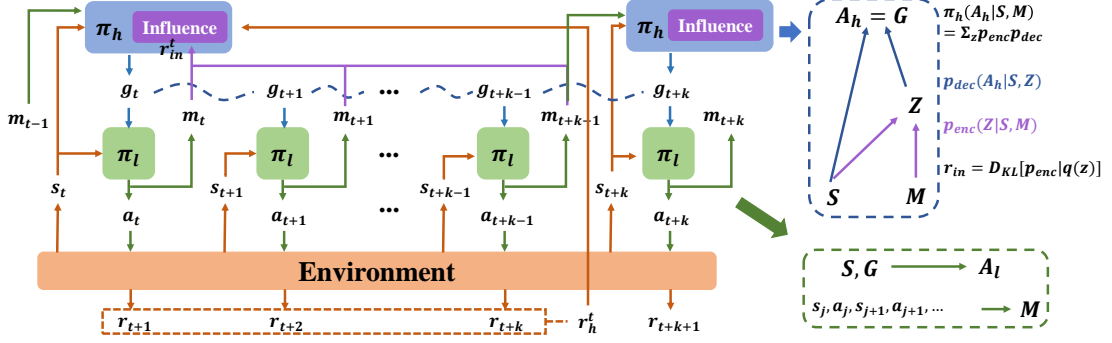 π_h Influence
r_in^t
π_h Influence
m_{t-1}
g_t g_{t+1} ... g_{t+k-1} g_{t+k}
m_t m_{t+1} m_{t+k-1} m_{t+k}
π_l π_l ... π_l π_l
s_t s_{t+1} s_{t+k-1} s_{t+k}
a_t a_{t+1} ... a_{t+k-1} a_{t+k}
Environment
r_{t+1} r_{t+2} r_{t+k} r_h^t r_{t+k+1}
A_h = G
Z
S M
π_h(A_h|S, M)
= Σ_z p_enc p_dec
p_dec(A_h|S, Z)
p_enc(Z|S, M)
r_in = D_KL[p_enc|q(z)]
S, G A_l
s_j, a_j, s_{j+1}, a_{j+1}, ... M